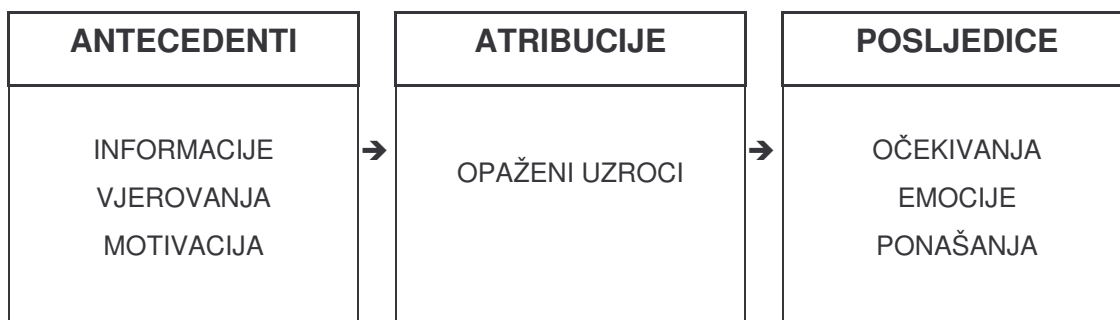 ANTECEDENTI
INFORMACIJE
VJEROVANJA
MOTIVACIJA
➔
ATRIBUCIJE
OPAŽENI UZROCI
➔
POSLJEDICE
OČEKIVANJA
EMOCIJE
PONAŠANJA